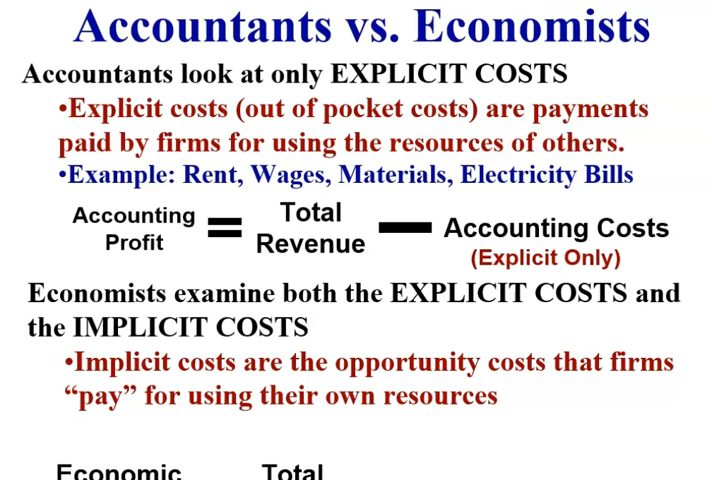 Accountants vs. Economists
Accountants look at only EXPLICIT COSTS
•Explicit costs (out of pocket costs) are payments
paid by firms for using the resources of others.
•Example: Rent, Wages, Materials, Electricity Bills
Accounting Profit = Total Revenue — Accounting Costs
(Explicit Only)
Economists examine both the EXPLICIT COSTS and
the IMPLICIT COSTS
•Implicit costs are the opportunity costs that firms
“pay” for using their own resources
Economic Total